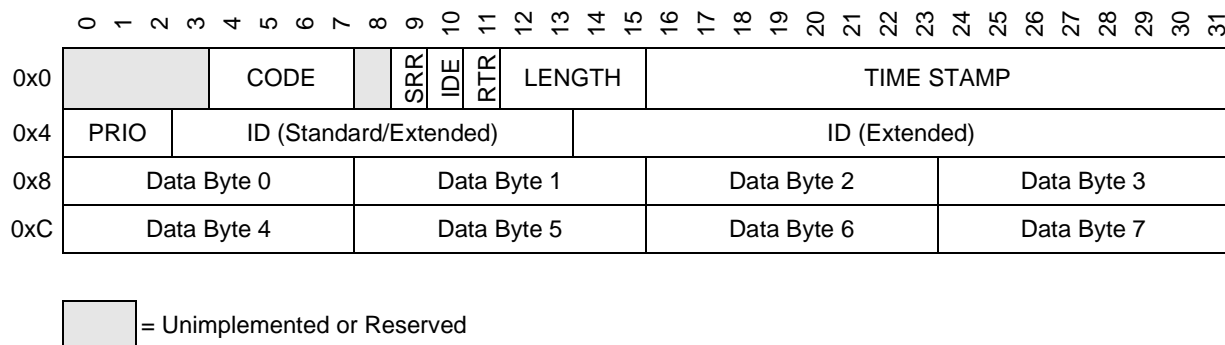 0 1 2 3 4 5 6 7 8 9 10 11 12 13 14 15 16 17 18 19 20 21 22 23 24 25 26 27 28 29 30 31
0x0 CODE SRR IDE RTR LENGTH TIME STAMP
0x4 PRIO ID (Standard/Extended) ID (Extended)
0x8 Data Byte 0 Data Byte 1 Data Byte 2 Data Byte 3
0xC Data Byte 4 Data Byte 5 Data Byte 6 Data Byte 7
= Unimplemented or Reserved